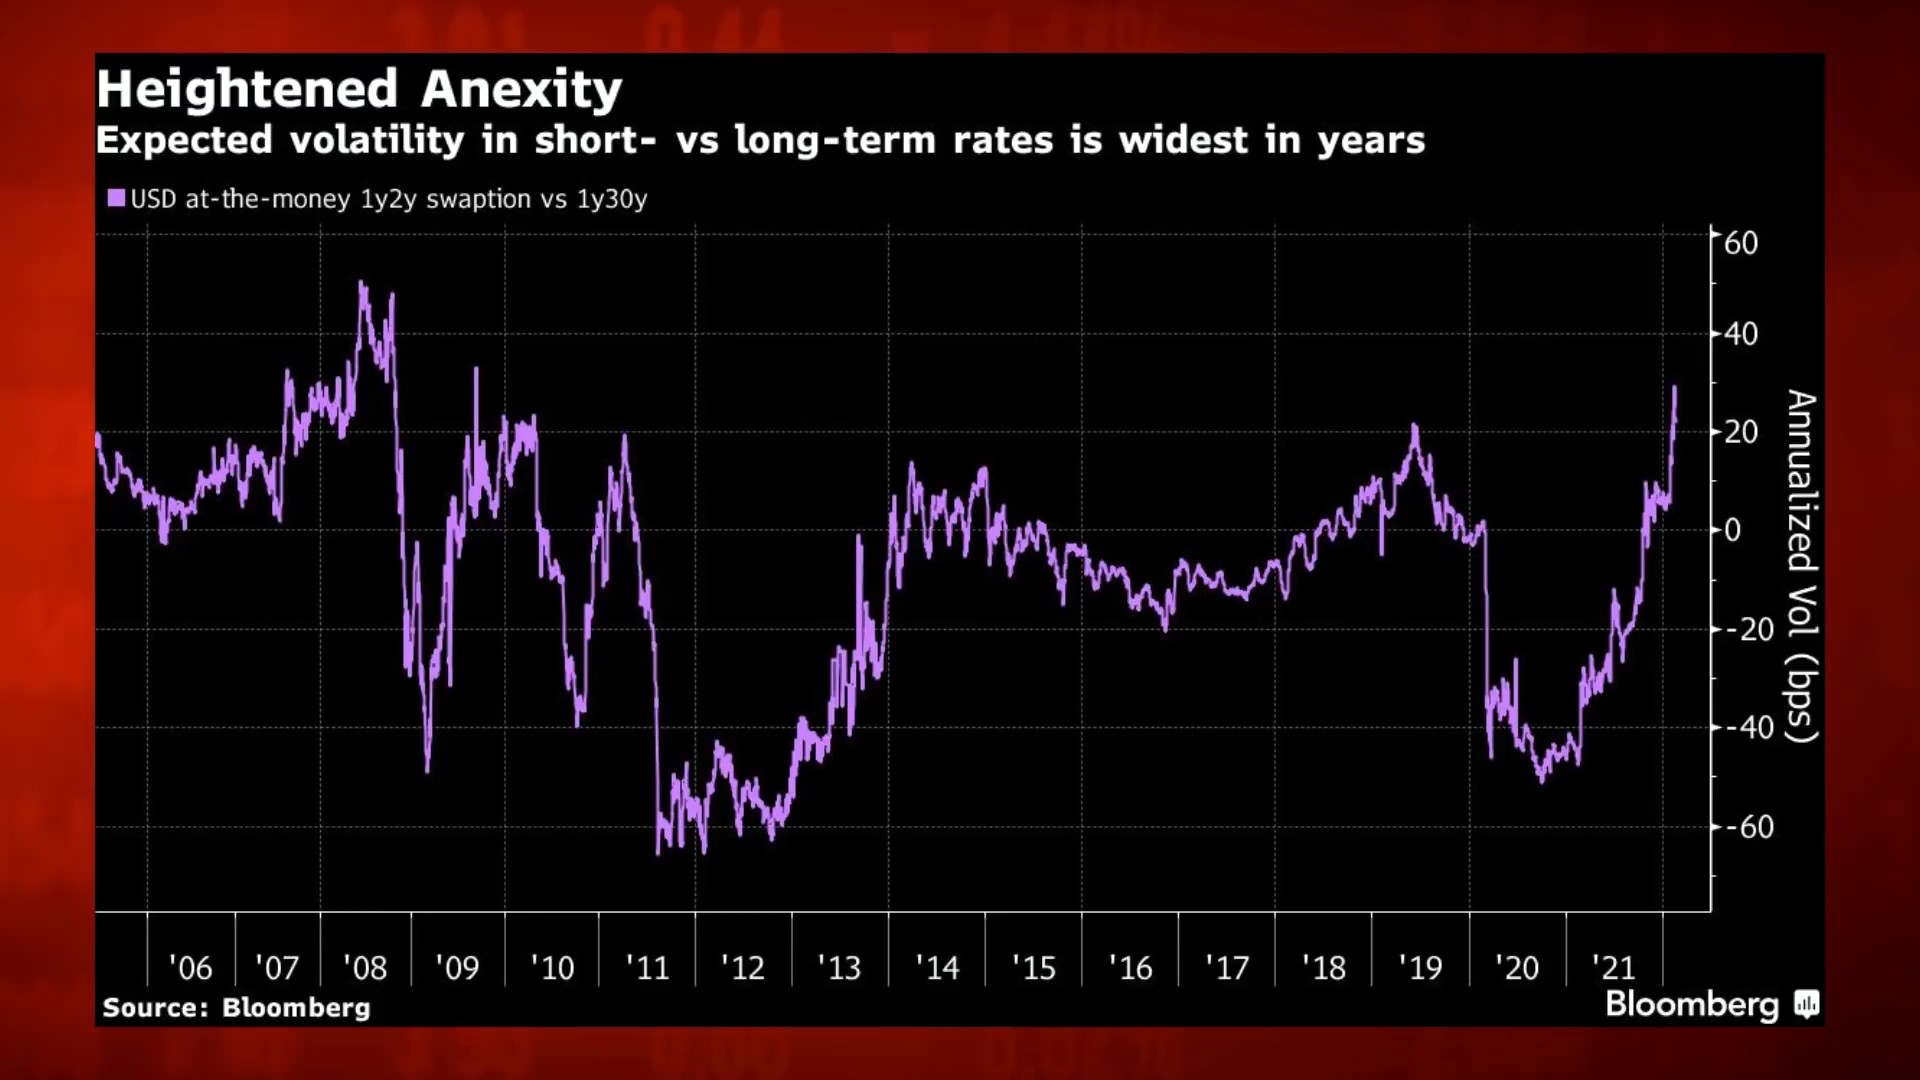 Heightened Anexity
Expected volatility in short- vs long-term rates is widest in years
USD at-the-money 1y2y swaption vs 1y30y
60
40
20
0
-20
-40
-60
Annualized Vol (bps)
'06 '07 '08 '09 '10 '11 '12 '13 '14 '15 '16 '17 '18 '19 '20 '21
Source: Bloomberg
Bloomberg